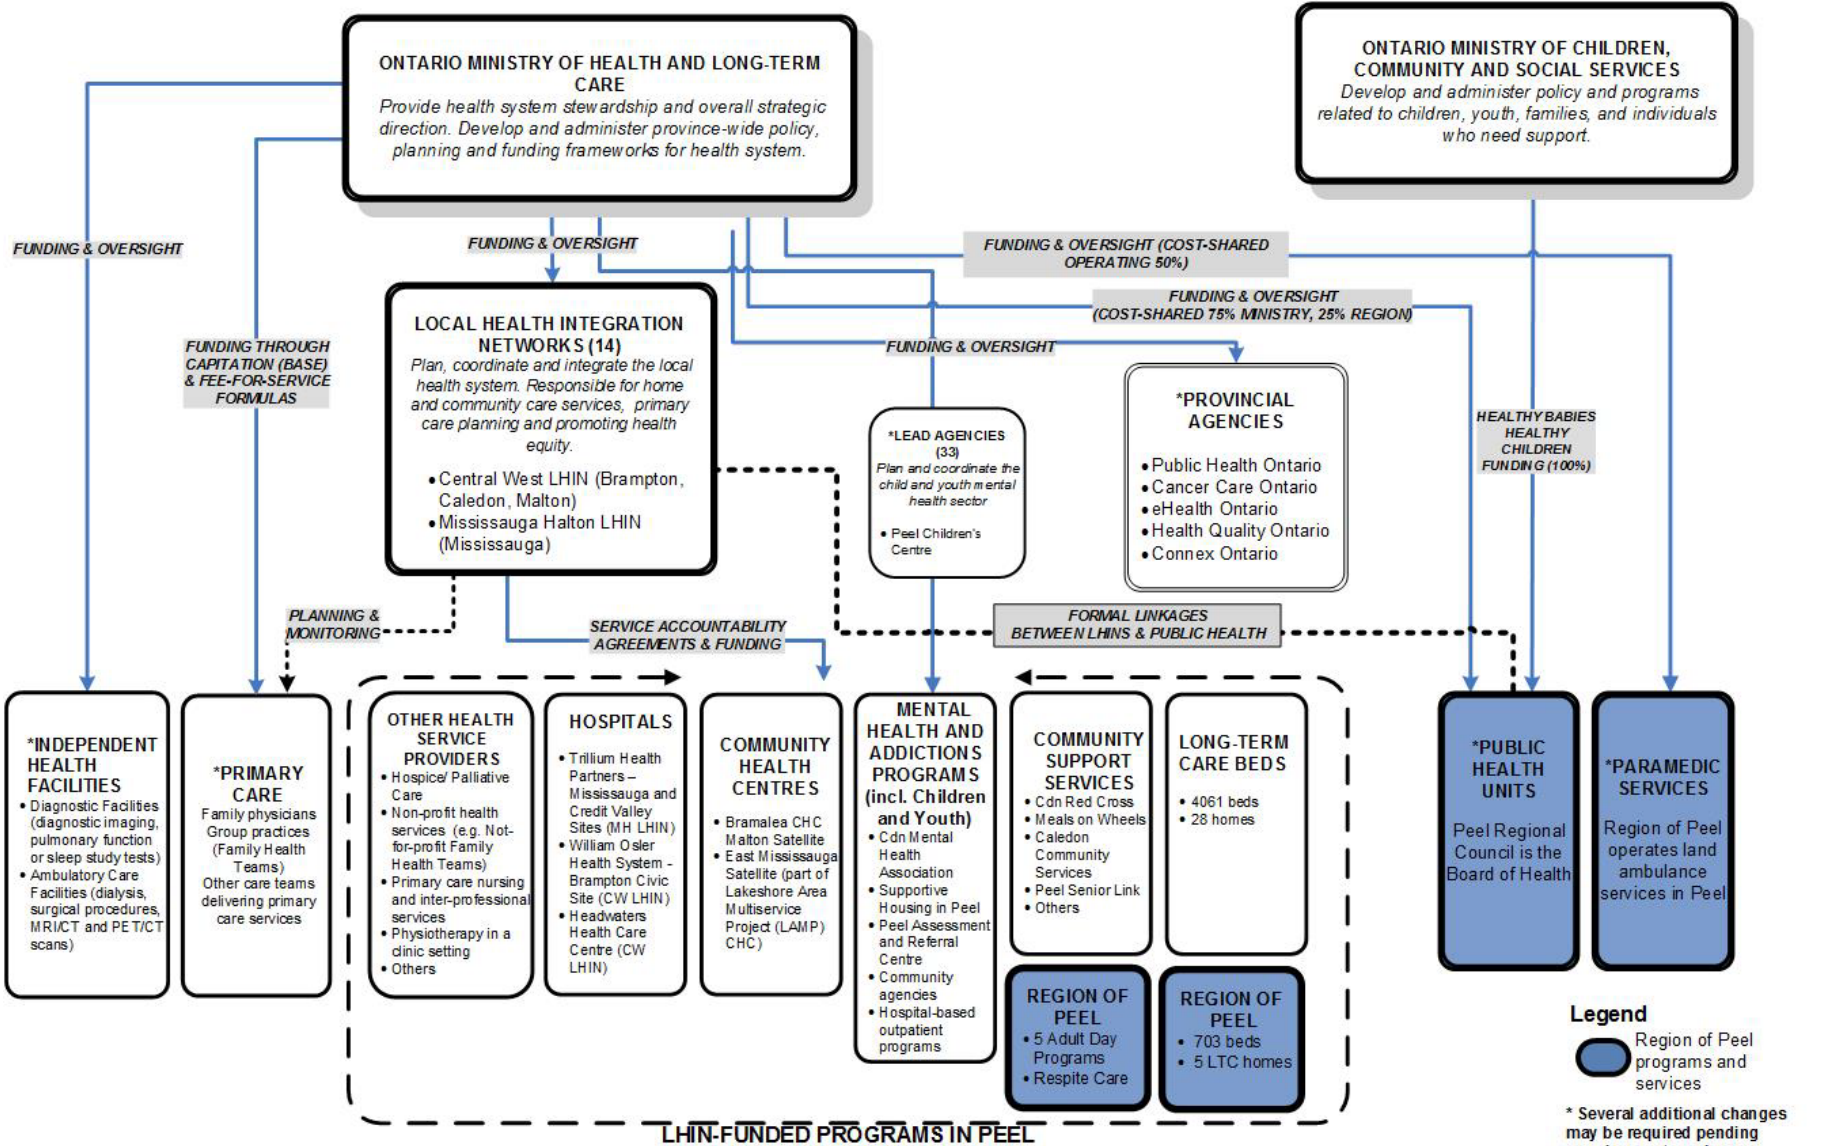 ONTARIO MINISTRY OF HEALTH AND LONG-TERM
CARE
Provide health system stewardship and overall strategic
direction. Develop and administer province-wide policy,
planning and funding frameworks for health system.
ONTARIO MINISTRY OF CHILDREN,
COMMUNITY AND SOCIAL SERVICES
Develop and administer policy and programs
related to children, youth, families, and individuals
who need support.
FUNDING & OVERSIGHT
FUNDING & OVERSIGHT
FUNDING & OVERSIGHT (COST-SHARED
OPERATING 50%)
FUNDING & OVERSIGHT
(COST-SHARED 75% MINISTRY, 25% REGION)
FUNDING & OVERSIGHT
FUNDING THROUGH
CAPITATION (BASE)
& FEE-FOR-SERVICE
FORMULAS
LOCAL HEALTH INTEGRATION
NETWORKS (14)
Plan, coordinate and integrate the local
health system. Responsible for home
and community care services, primary
care planning and promoting health
equity.
• Central West LHIN (Brampton,
Caledon, Malton)
• Mississauga Halton LHIN
(Mississauga)
*LEAD AGENCIES
(33)
Plan and coordinate the
child and youth mental
health sector
• Peel Children's
Centre
*PROVINCIAL
AGENCIES
• Public Health Ontario
• Cancer Care Ontario
• eHealth Ontario
• Health Quality Ontario
• Connex Ontario
HEALTHY BABIES
HEALTHY
CHILDREN
FUNDING (100%)
PLANNING &
MONITORING
SERVICE ACCOUNTABILITY
AGREEMENTS & FUNDING
FORMAL LINKAGES
BETWEEN LHINS & PUBLIC HEALTH
*INDEPENDENT
HEALTH
FACILITIES
• Diagnostic Facilities
(diagnostic imaging,
pulmonary function
or sleep study tests)
• Ambulatory Care
Facilities (dialysis,
surgical procedures,
MRI/CT and PET/CT
scans)
*PRIMARY
CARE
Family physicians
Group practices
(Family Health
Teams)
Other care teams
delivering primary
care services
OTHER HEALTH
SERVICE
PROVIDERS
• Hospice/ Palliative
Care
• Non-profit health
services (e.g. Not-
for-profit Family
Health Teams)
• Primary care nursing
and inter-professional
services
• Physiotherapy in a
clinic setting
• Others
HOSPITALS
• Trillium Health
Partners –
Mississauga and
Credit Valley
Sites (MH LHIN)
• William Osler
Health System -
Brampton Civic
Site (CW LHIN)
• Headwaters
Health Care
Centre (CW
LHIN)
COMMUNITY
HEALTH
CENTRES
• Bramalea CHC
Malton Satellite
• East Mississauga
Satellite (part of
Lakeshore Area
Multiservice
Project (LAMP)
CHC)
MENTAL
HEALTH AND
ADDICTIONS
PROGRAMS
(incl. Children
and Youth)
• Cdn Mental
Health
Association
• Supportive
Housing in Peel
• Peel Assessment
and Referral
Centre
• Community
agencies
• Hospital-based
outpatient
programs
COMMUNITY
SUPPORT
SERVICES
• Cdn Red Cross
• Meals on Wheels
• Caledon
Community
Services
• Peel Senior Link
• Others
LONG-TERM
CARE BEDS
• 4061 beds
• 28 homes
REGION OF
PEEL
• 5 Adult Day
Programs
• Respite Care
REGION OF
PEEL
• 703 beds
• 5 LTC homes
*PUBLIC
HEALTH
UNITS
Peel Regional
Council is the
Board of Health
*PARAMEDIC
SERVICES
Region of Peel
operates land
ambulance
services in Peel
LHIN-FUNDED PROGRAMS IN PEEL
Legend
Region of Peel
programs and
services
* Several additional changes
may be required pending